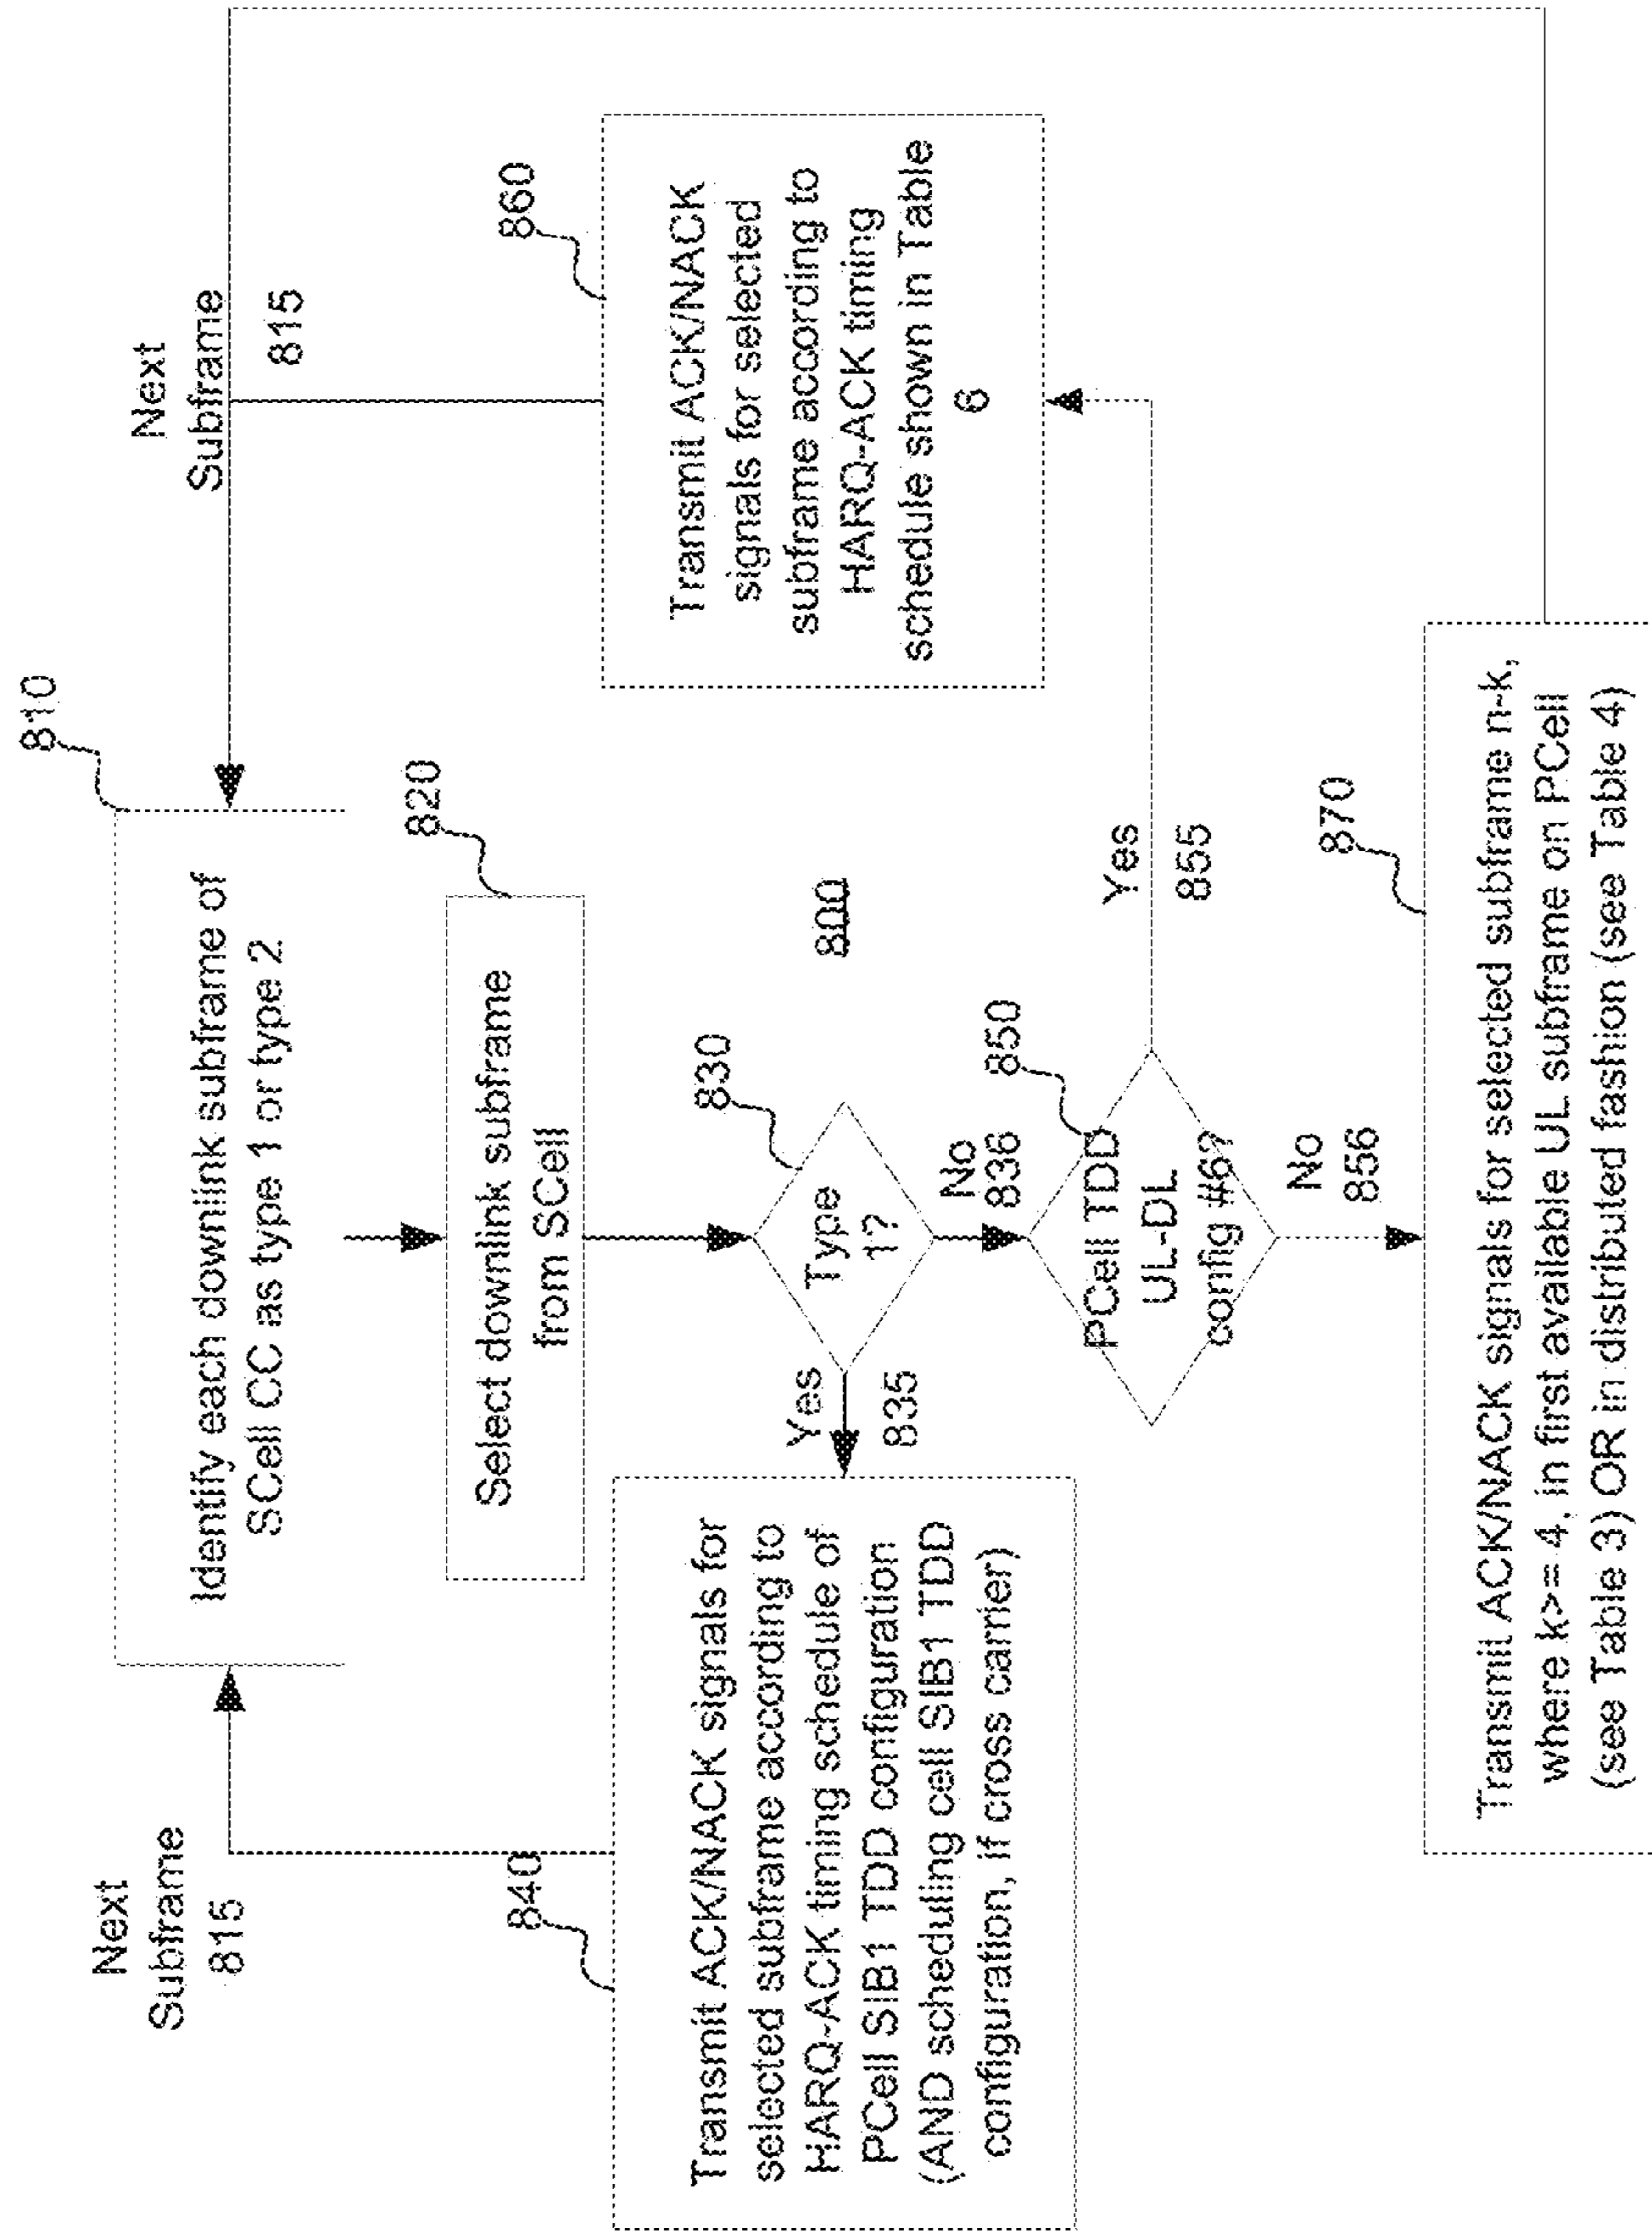 810
Identify each downlink subframe of
SCell CC as type 1 or type 2
Next
Subframe
815
Next
Subframe
815
820
Select downlink subframe
from SCell
830
Type
1?
Yes
835
No
836
840
Transmit ACK/NACK signals for
selected subframe according to
HARQ-ACK timing schedule of
PCell SIB1 TDD configuration
(AND scheduling cell SIB1 TDD
configuration, if cross carrier)
800
850
PCell TDD
UL-DL
config #6?
Yes
855
No
856
860
Transmit ACK/NACK
signals for selected
subframe according to
HARQ-ACK timing
schedule shown in Table
6
870
Transmit ACK/NACK signals for selected subframe n-k,
where k>= 4, in first available UL subframe on PCell
(see Table 3) OR in distributed fashion (see Table 4)